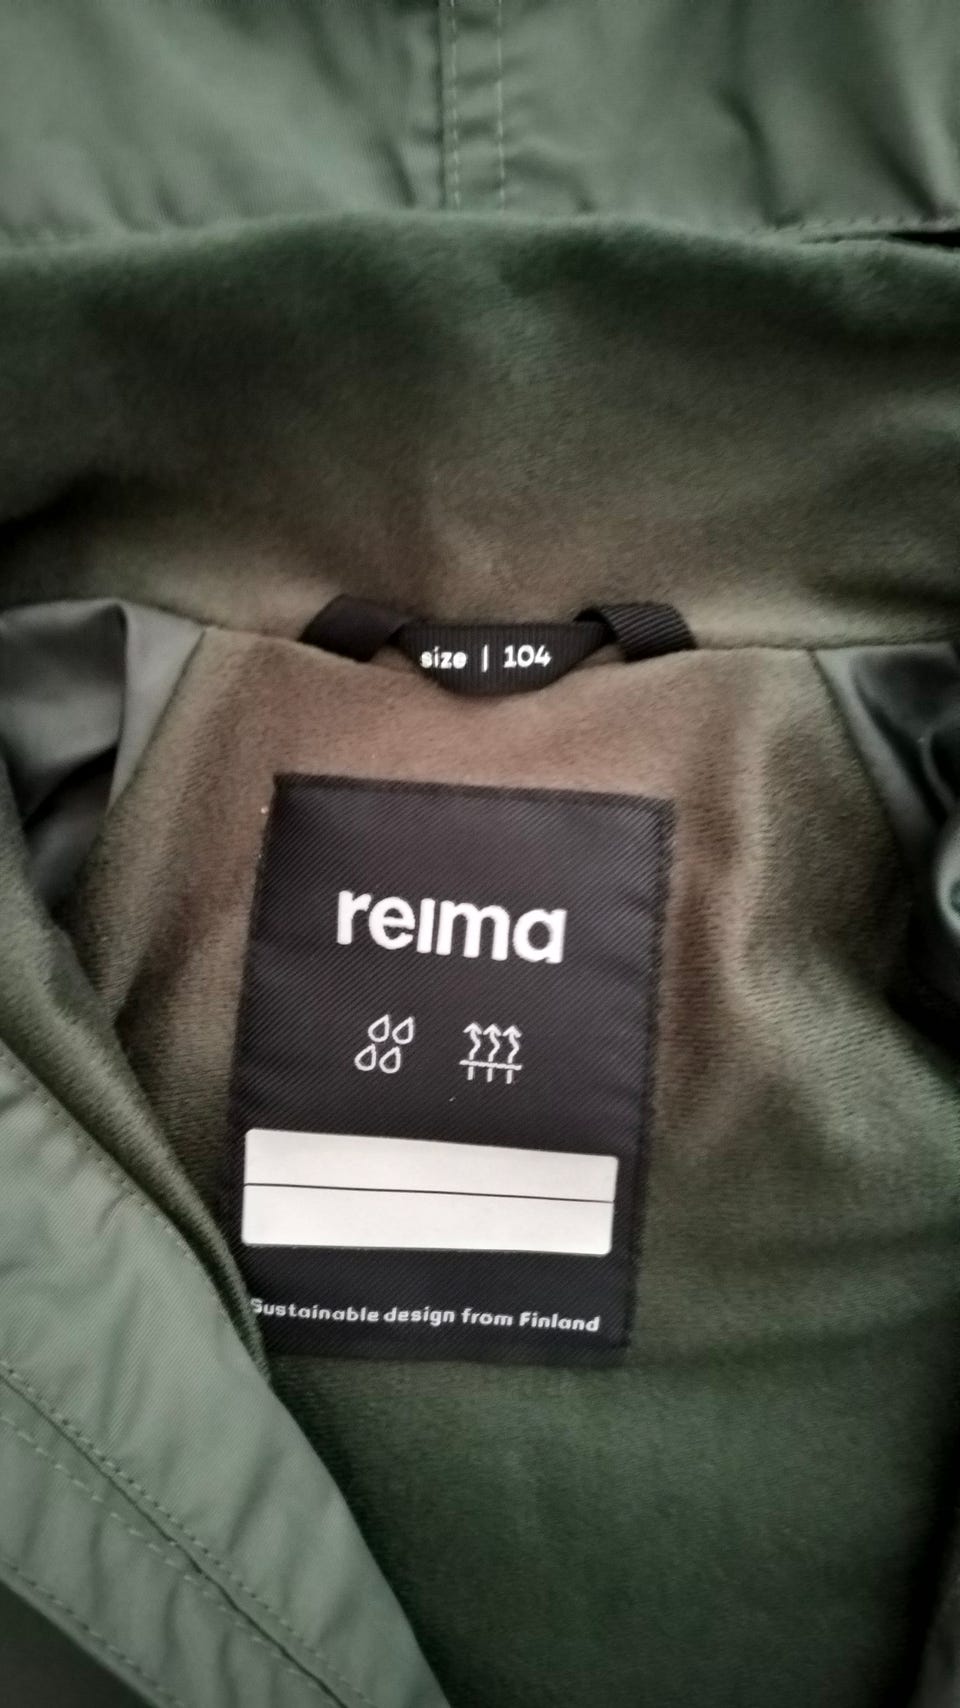 size | 104
reima
Sustainable design from Finland